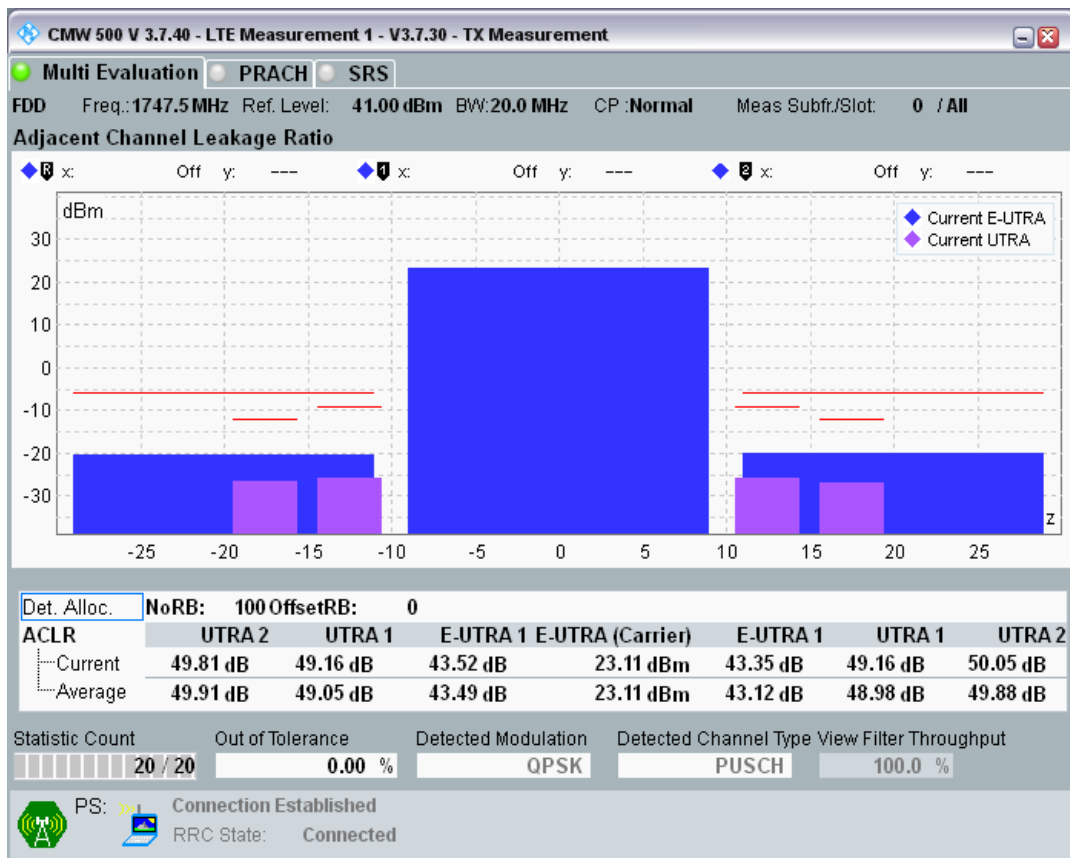 CMW 500 V 3.7.40 - LTE Measurement 1 - V3.7.30 - TX Measurement
Multi Evaluation PRACH SRS
FDD Freq.: 1747.5 MHz Ref. Level: 41.00 dBm BW: 20.0 MHz CP : Normal Meas Subfr./Slot: 0 / All
Adjacent Channel Leakage Ratio
R x: Off y: --- 1 x: Off y: --- 2 x: Off y: ---
dBm
Current E-UTRA
Current UTRA
30
20
10
0
-10
-20
-30
z
-25 -20 -15 -10 -5 0 5 10 15 20 25
Det. Alloc. NoRB: 100 OffsetRB: 0
ACLR UTRA 2 UTRA 1 E-UTRA 1 E-UTRA (Carrier) E-UTRA 1 UTRA 1 UTRA 2
Current 49.81 dB 49.16 dB 43.52 dB 23.11 dBm 43.35 dB 49.16 dB 50.05 dB
Average 49.91 dB 49.05 dB 43.49 dB 23.11 dBm 43.12 dB 48.98 dB 49.88 dB
Statistic Count Out of Tolerance Detected Modulation Detected Channel Type View Filter Throughput
20 / 20 0.00 % QPSK PUSCH 100.0 %
PS: Connection Established
RRC State: Connected